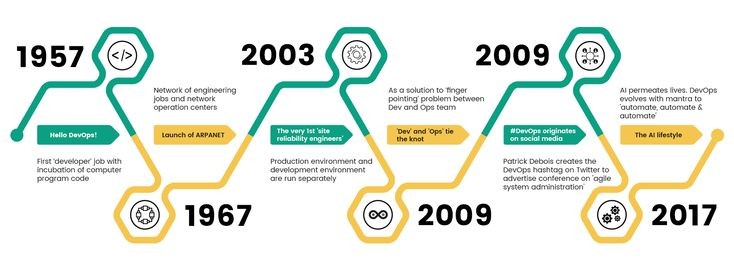 1957
</>
Hello DevOps!
First 'developer' job with
incubation of computer
program code
Network of engineering
jobs and network
operation centers
Launch of ARPANET
1967
2003
The very 1st 'site
reliability engineers'
Production environment and
development environment
are run separately
As a solution to 'finger
pointing' problem between
Dev and Ops team
'Dev' and 'Ops' tie
the knot
2009
2009
#DevOps originates
on social media
Patrick Debois creates the
DevOps hashtag on Twitter to
advertise conference on 'agile
system administration'
AI permeates lives. DevOps
evolves with mantra to
'automate, automate &
automate'
The AI lifestyle
2017